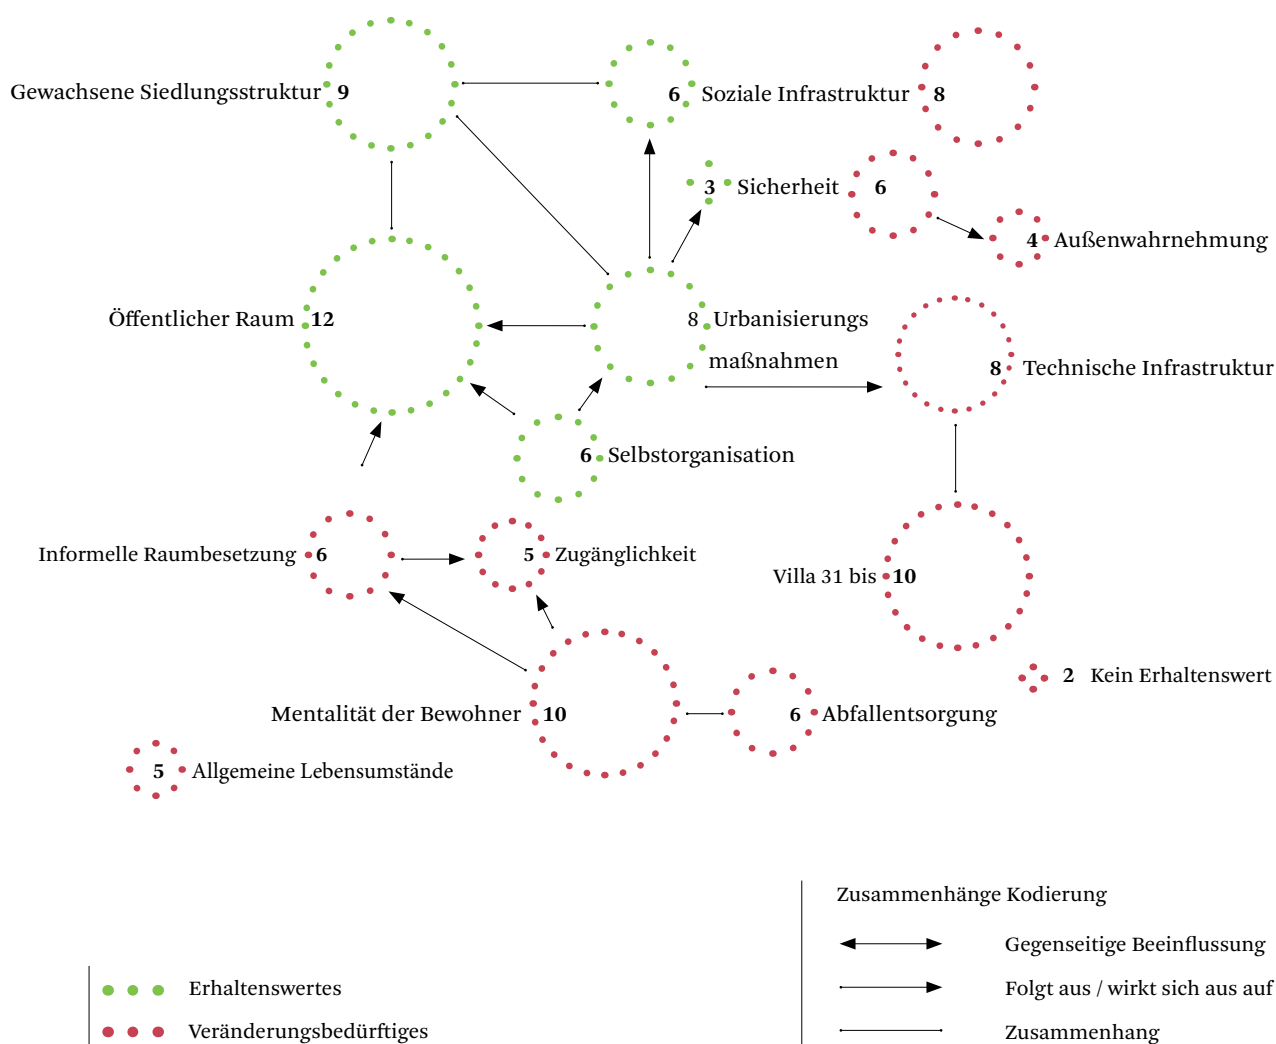 Gewachsene Siedlungsstruktur 9
6 Soziale Infrastruktur 8
3 Sicherheit 6
4 Außenwahrnehmung
Öffentlicher Raum 12
8 Urbanisierungs
maßnahmen
8 Technische Infrastruktur
6 Selbstorganisation
Informelle Raumbesetzung 6
5 Zugänglichkeit
Villa 31 bis 10
2 Kein Erhaltenswert
Mentalität der Bewohner 10
6 Abfallentsorgung
5 Allgemeine Lebensumstände
Erhaltenswertes
Veränderungsbedürftiges
Zusammenhänge Kodierung
Gegenseitige Beeinflussung
Folgt aus / wirkt sich aus auf
Zusammenhang